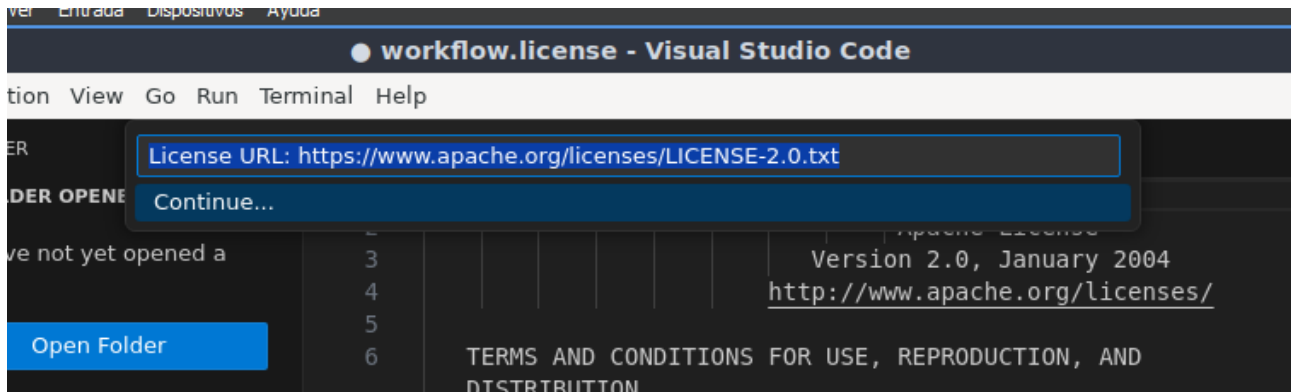 Ver Entrada Dispositivos Ayuda
● workflow.license - Visual Studio Code
tion View Go Run Terminal Help
ER
License URL: https://www.apache.org/licenses/LICENSE-2.0.txt
LDER OPENE
Continue...
2 Apache License
ve not yet opened a
3 Version 2.0, January 2004
4 http://www.apache.org/licenses/
5
Open Folder
6 TERMS AND CONDITIONS FOR USE, REPRODUCTION, AND
DISTRIBUTION